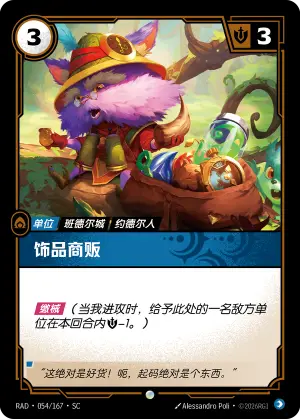 3
3
单位 班德尔城 约德尔人
饰品商贩
缴械（当我进攻时，给予此处的一名敌方单
位在本回合内-1。）
“这绝对是好货！呃，起码绝对是个东西。”
RAD • 054/167 • SC Alessandro Poli • ©2026RGI